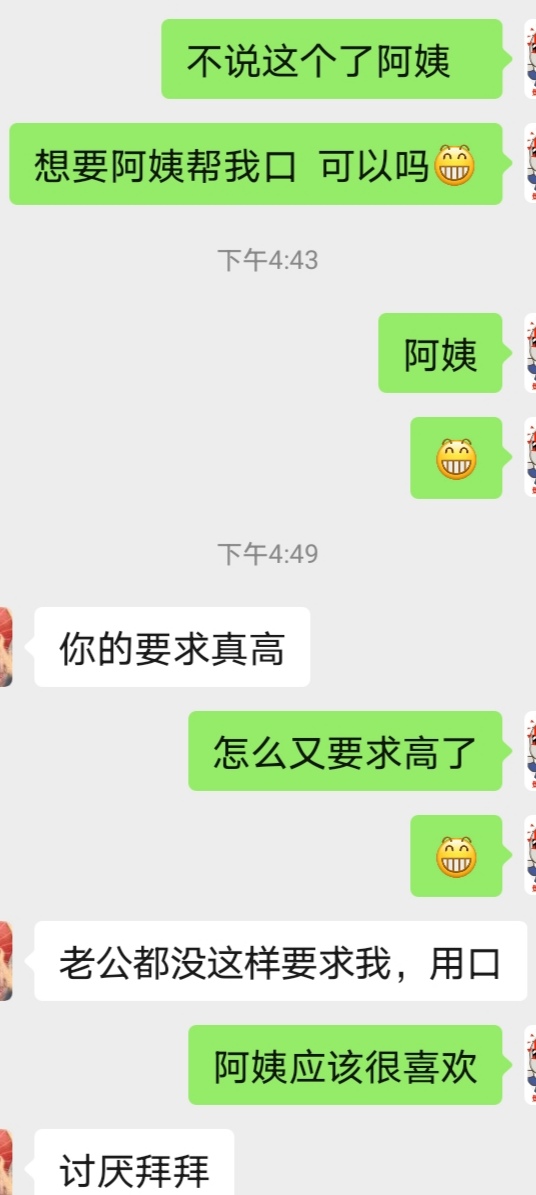 不说这个了阿姨
想要阿姨帮我口 可以吗😁
下午4:43
阿姨
😁
下午4:49
你的要求真高
怎么又要求高了
😁
老公都没这样要求我，用口
阿姨应该很喜欢
讨厌拜拜